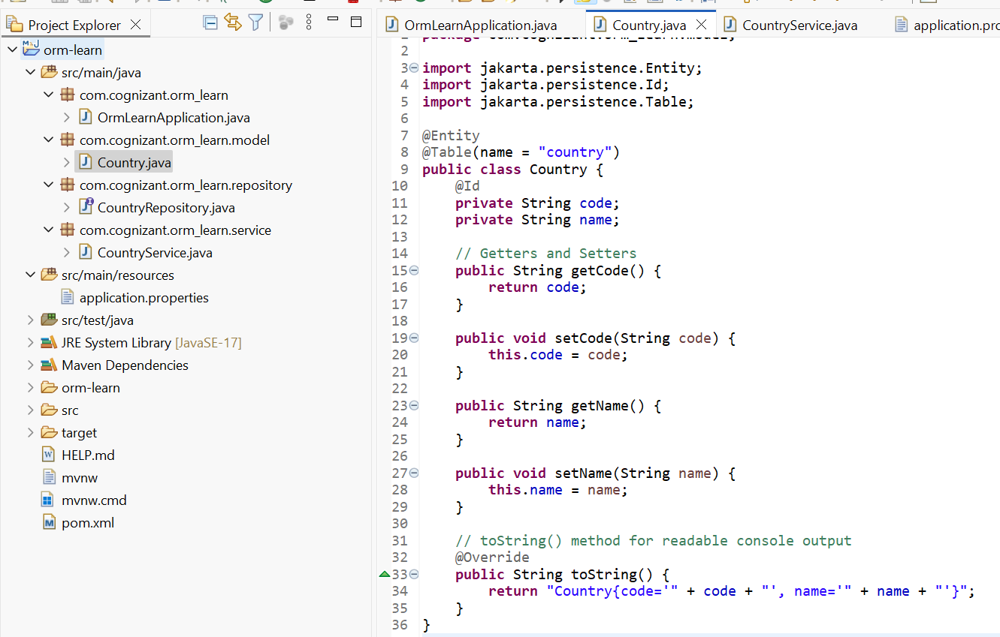 Project Explorer
orm-learn
src/main/java
com.cognizant.orm_learn
OrmLearnApplication.java
com.cognizant.orm_learn.model
Country.java
com.cognizant.orm_learn.repository
CountryRepository.java
com.cognizant.orm_learn.service
CountryService.java
src/main/resources
application.properties
src/test/java
JRE System Library [JavaSE-17]
Maven Dependencies
orm-learn
src
target
HELP.md
mvnw
mvnw.cmd
pom.xml
OrmLearnApplication.java Country.java CountryService.java application.pro
package com.cognizant.orm_learn.model;
2
3 import jakarta.persistence.Entity;
4 import jakarta.persistence.Id;
5 import jakarta.persistence.Table;
6
7 @Entity
8 @Table(name = "country")
9 public class Country {
10     @Id
11     private String code;
12     private String name;
13
14     // Getters and Setters
15     public String getCode() {
16         return code;
17     }
18
19     public void setCode(String code) {
20         this.code = code;
21     }
22
23     public String getName() {
24         return name;
25     }
26
27     public void setName(String name) {
28         this.name = name;
29     }
30
31     // toString() method for readable console output
32     @Override
33     public String toString() {
34         return "Country{code='" + code + "', name='" + name + "'}";
35     }
36 }